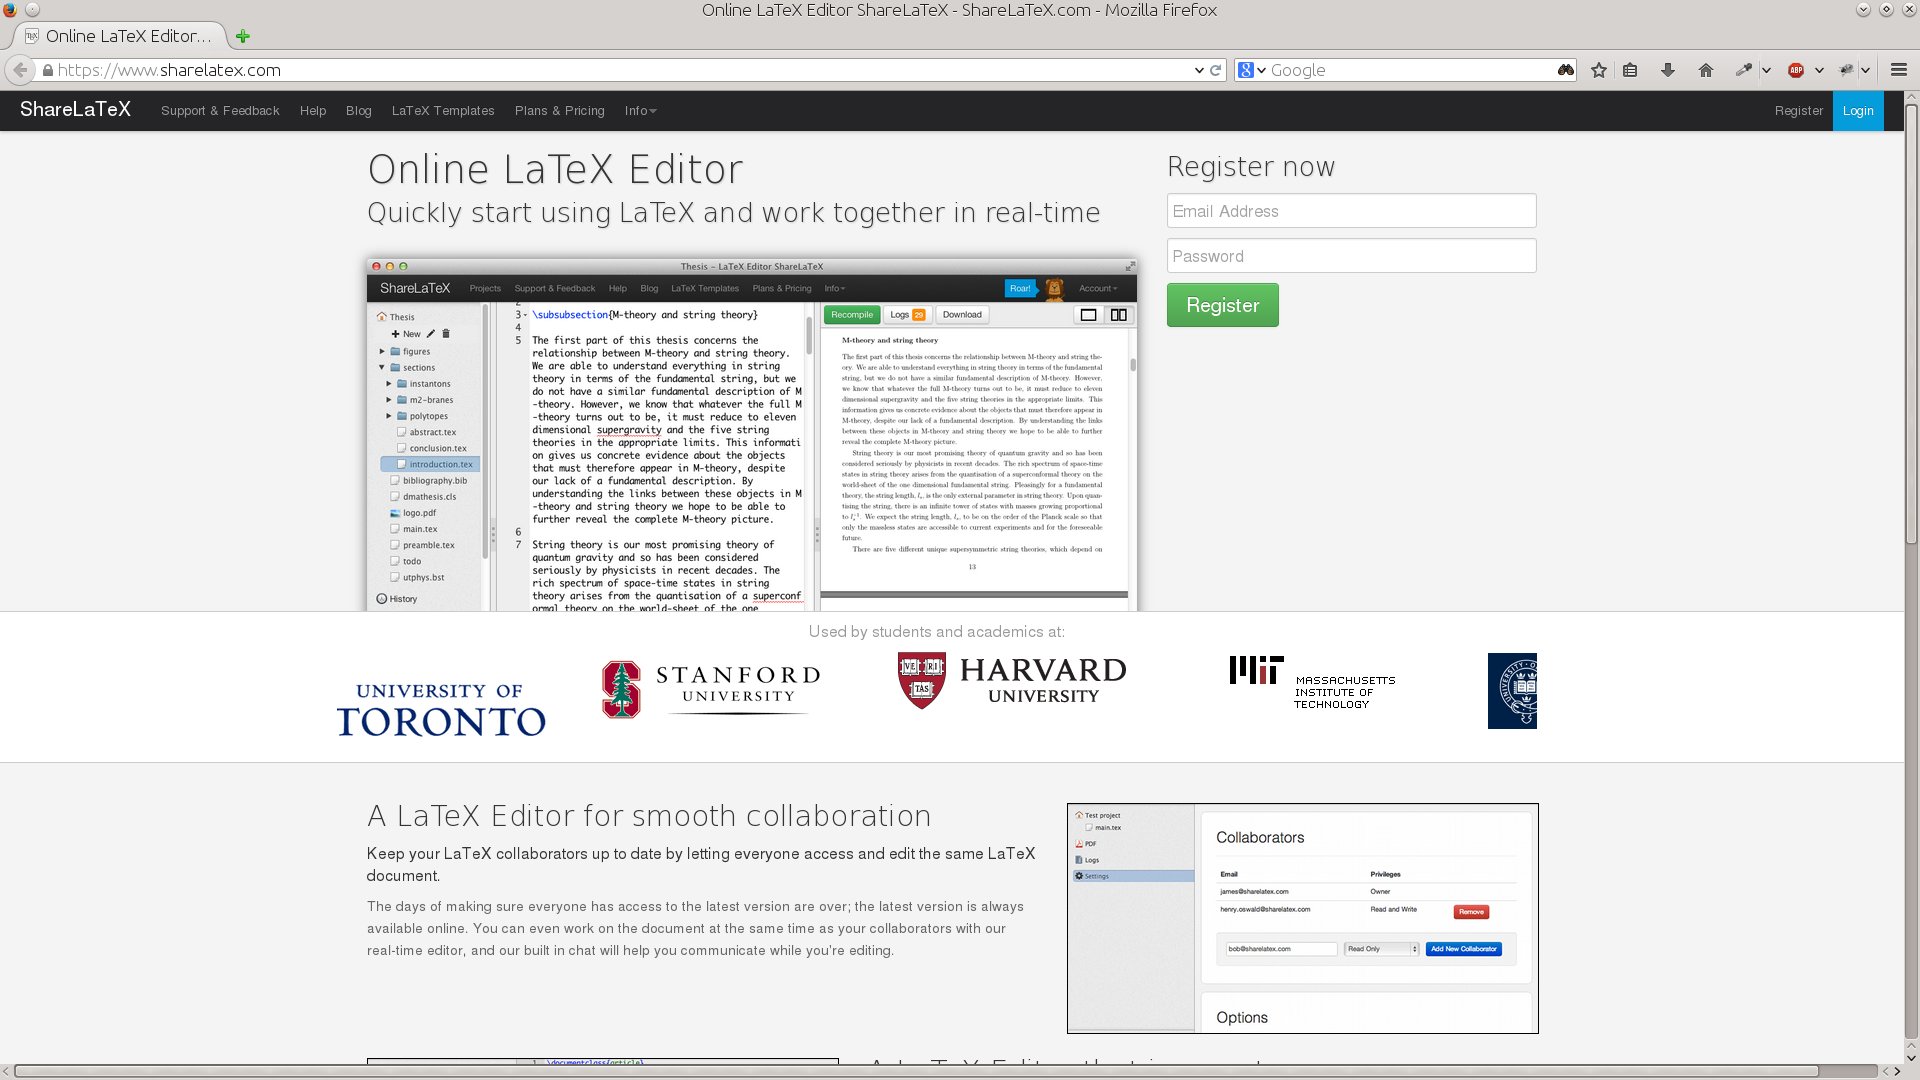 Online LaTeX Editor ShareLaTeX - ShareLaTeX.com - Mozilla Firefox
Online LaTeX Editor...
https://www.sharelatex.com
Google
ABP
ShareLaTeX Support & Feedback Help Blog LaTeX Templates Plans & Pricing Info Register Login
Online LaTeX Editor
Quickly start using LaTeX and work together in real-time
Register now
Email Address
Password
Register
Thesis - LaTeX Editor ShareLaTeX
ShareLaTeX Projects Support & Feedback Help Blog LaTeX Templates Plans & Pricing Info Roar! Account
Thesis
New
figures
sections
instantons
m2-branes
polytopes
abstract.tex
conclusion.tex
introduction.tex
bibliography.bib
dmathesis.cls
logo.pdf
main.tex
preamble.tex
todo
utphys.bst
History
2
3 \subsubsection{M-theory and string theory}
4
5 The first part of this thesis concerns the
relationship between M-theory and string theory.
We are able to understand everything in string
theory in terms of the fundamental string, but we
do not have a similar fundamental description of M
-theory. However, we know that whatever the full M
-theory turns out to be, it must reduce to eleven
dimensional supergravity and the five string
theories in the appropriate limits. This informati
on gives us concrete evidence about the objects
that must therefore appear in M-theory, despite
our lack of a fundamental description. By
understanding the links between these objects in M
-theory and string theory we hope to be able to
further reveal the complete M-theory picture.
6
7 String theory is our most promising theory of
quantum gravity and so has been considered
seriously by physicists in recent decades. The
rich spectrum of space-time states in string
theory arises from the quantisation of a superconf
ormal theory on the world-sheet of the one
Recompile Logs 29 Download
M-theory and string theory
The first part of this thesis concerns the relationship between M-theory and string the-
ory. We are able to understand everything in string theory in terms of the fundamental
string, but we do not have a similar fundamental description of M-theory. However,
we know that whatever the full M-theory turns out to be, it must reduce to eleven
dimensional supergravity and the five string theories in the appropriate limits. This
information gives us concrete evidence about the objects that must therefore appear in
M-theory, despite our lack of a fundamental description. By understanding the links
between these objects in M-theory and string theory we hope to be able to further
reveal the complete M-theory picture.
String theory is our most promising theory of quantum gravity and so has been
considered seriously by physicists in recent decades. The rich spectrum of space-time
states in string theory arises from the quantisation of a superconformal theory on the
world-sheet of the one dimensional fundamental string. Pleasingly for a fundamental
theory, the string length, lₛ, is the only external parameter in string theory. Upon quan-
tising the string, there is an infinite tower of states with masses growing proportional
to lₛ⁻¹. We expect the string length, lₛ, to be on the order of the Planck scale so that
only the massless states are accessible to current experiments and for the foreseeable
future.
There are five different unique supersymmetric string theories, which depend on
13
Used by students and academics at:
UNIVERSITY OF
TORONTO
STANFORD
UNIVERSITY
VE RI
TAS
HARVARD
UNIVERSITY
MIT
MASSACHUSETTS
INSTITUTE OF
TECHNOLOGY
A LaTeX Editor for smooth collaboration
Keep your LaTeX collaborators up to date by letting everyone access and edit the same LaTeX
document.
The days of making sure everyone has access to the latest version are over; the latest version is always
available online. You can even work on the document at the same time as your collaborators with our
real-time editor, and our built in chat will help you communicate while you're editing.
Test project
main.tex
PDF
Logs
Settings
Collaborators
Email Privileges
james@sharelatex.com Owner
henry.oswald@sharelatex.com Read and Write Remove
bob@sharelatex.com Read Only Add New Collaborator
Options
1 \documentclass{article}